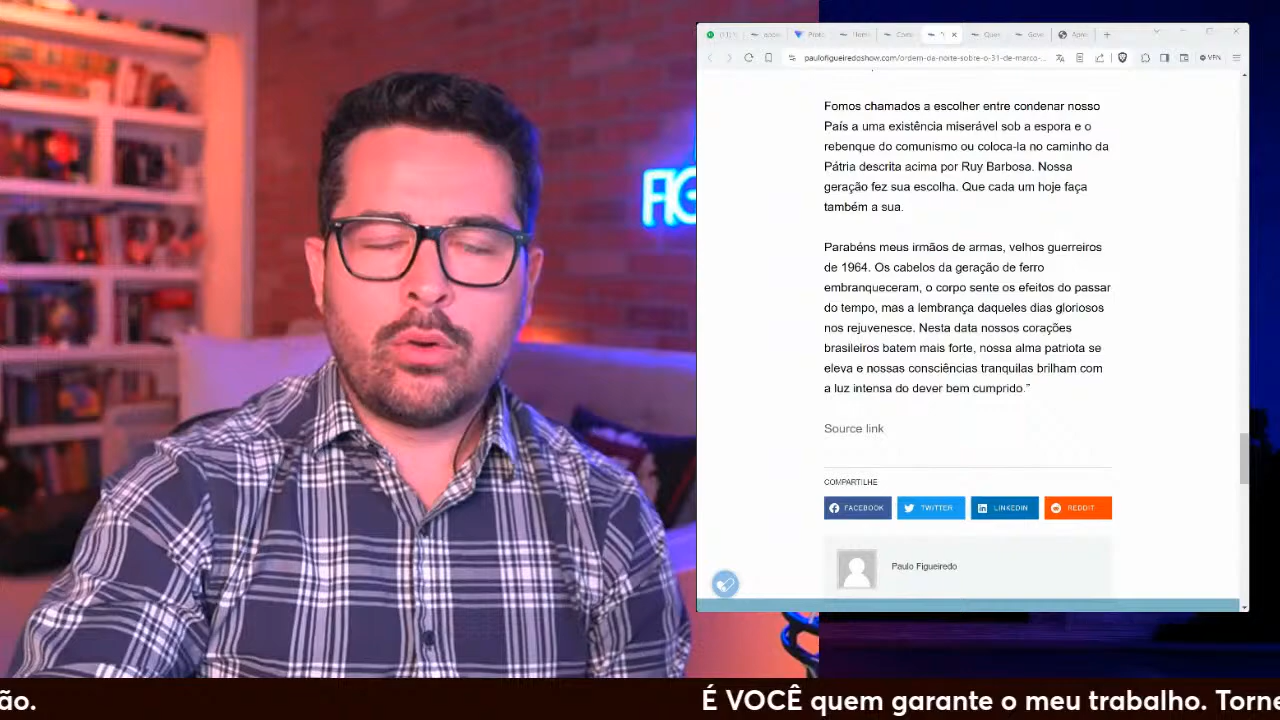 FIG
paulofigueiredoshow.com/ordem-da-noite-sobre-o-31-de-marco-...
VPN
Fomos chamados a escolher entre condenar nosso
País a uma existência miserável sob a espora e o
rebenque do comunismo ou coloca-la no caminho da
Pátria descrita acima por Ruy Barbosa. Nossa
geração fez sua escolha. Que cada um hoje faça
também a sua.
Parabéns meus irmãos de armas, velhos guerreiros
de 1964. Os cabelos da geração de ferro
embranqueceram, o corpo sente os efeitos do passar
do tempo, mas a lembrança daqueles dias gloriosos
nos rejuvenesce. Nesta data nossos corações
brasileiros batem mais forte, nossa alma patriota se
eleva e nossas consciências tranquilas brilham com
a luz intensa do dever bem cumprido.”
Source link
COMPARTILHE
FACEBOOK TWITTER LINKEDIN REDDIT
Paulo Figueiredo
ão. É VOCÊ quem garante o meu trabalho. Torne